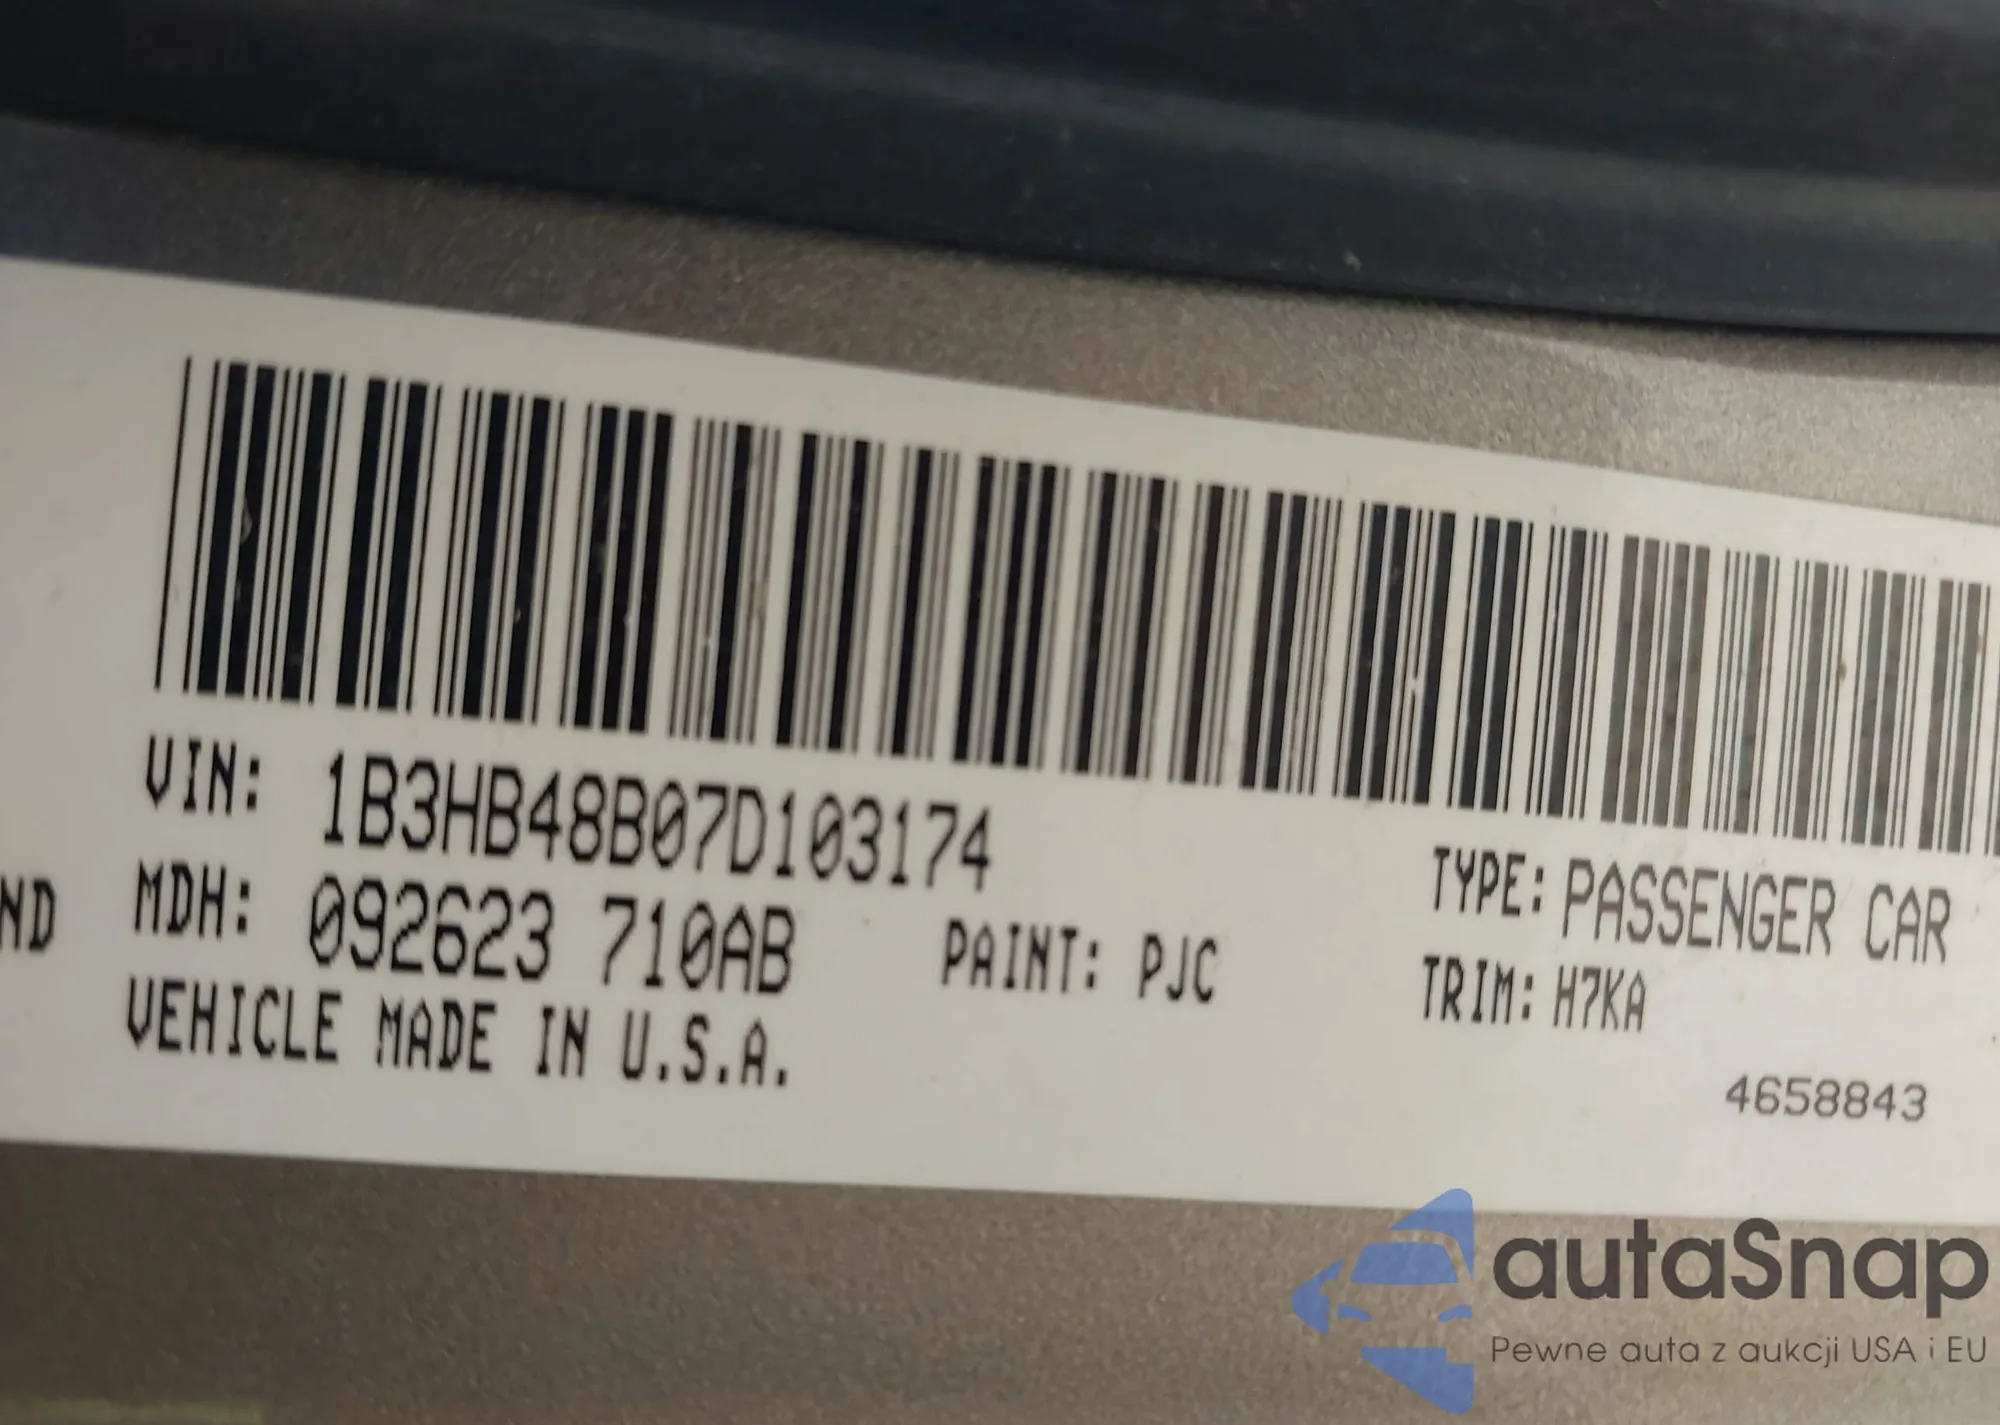 VIN: 1B3HB48B07D103174
TYPE: PASSENGER CAR
ND MDH: 092623 710AB PAINT: PJC TRIM: H7KA
VEHICLE MADE IN U.S.A.
4658843
autaSnap
Pewne auta z aukcji USA i EU